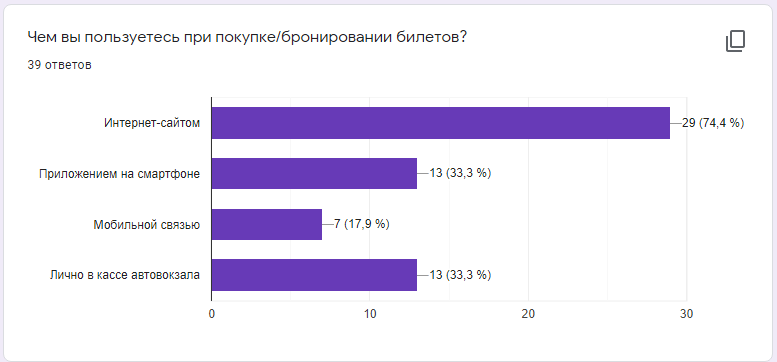 Чем вы пользуетесь при покупке/бронировании билетов?
39 ответов
Интернет-сайтом
29 (74,4 %)
Приложением на смартфоне
13 (33,3 %)
Мобильной связью
7 (17,9 %)
Лично в кассе автовокзала
13 (33,3 %)
0
10
20
30